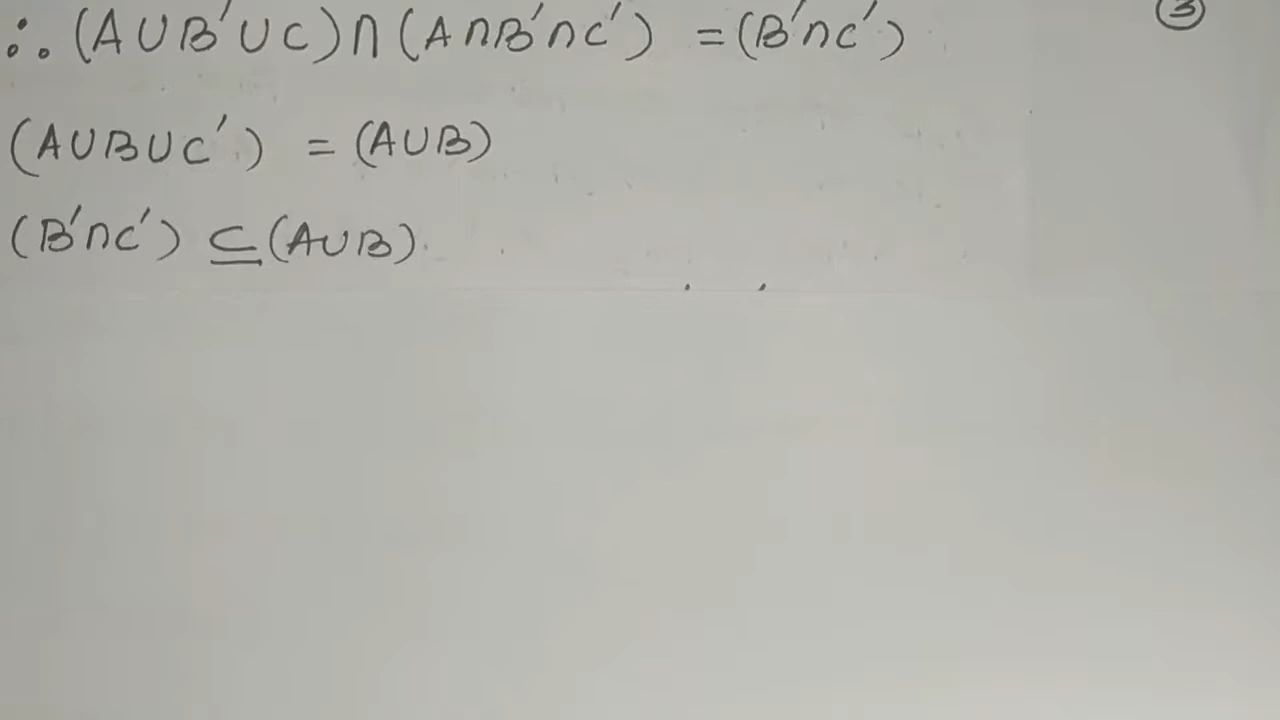 ③
∴ (A∪B′∪C)∩(A∩B′∩C′) =(B′∩C′)
(A∪B∪C′) = (A∪B)
(B′∩C′) ⊆(A∪B).